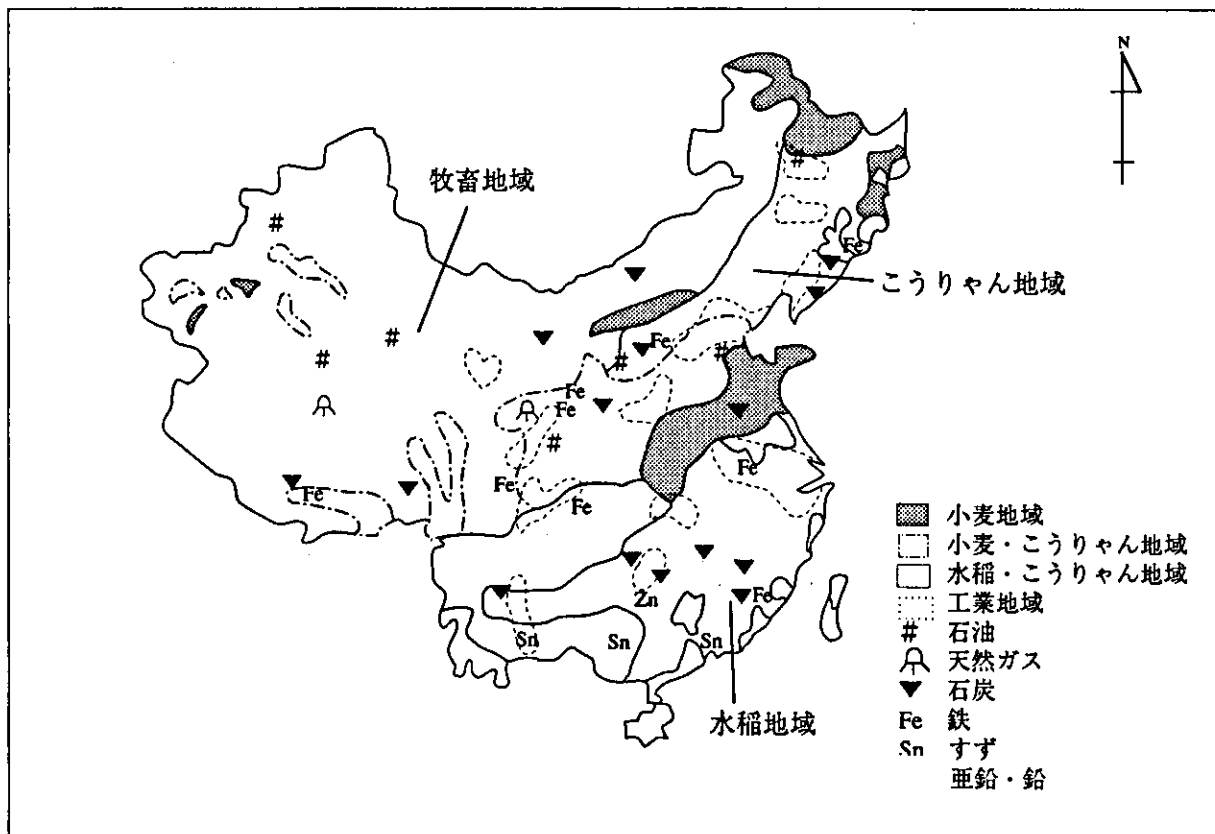 N
牧畜地域
こうりゃん地域
水稲地域
#
#
#
#
#
#
#
Fe
Fe
Fe
Fe
Fe
Fe
Fe
Fe
Fe
Zn
Sn
Sn
Sn
小麦地域
小麦・こうりゃん地域
水稲・こうりゃん地域
工業地域
# 石油
天然ガス
石炭
Fe 鉄
Sn すず
亜鉛・鉛